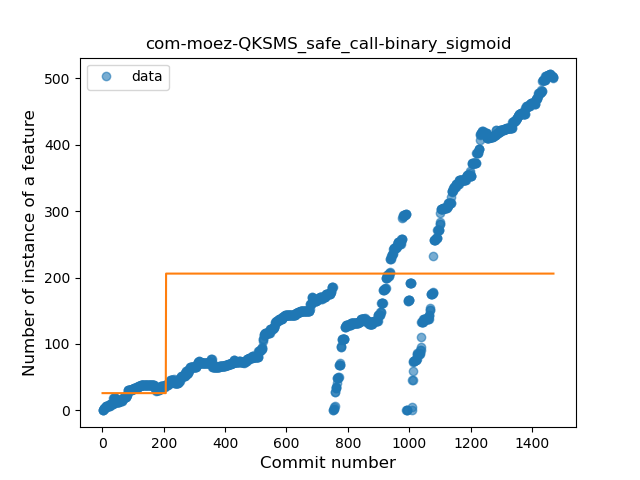 com-moez-QKSMS_safe_call-binary_sigmoid
data
Number of instance of a feature
500
400
300
200
100
0
0 200 400 600 800 1000 1200 1400
Commit number